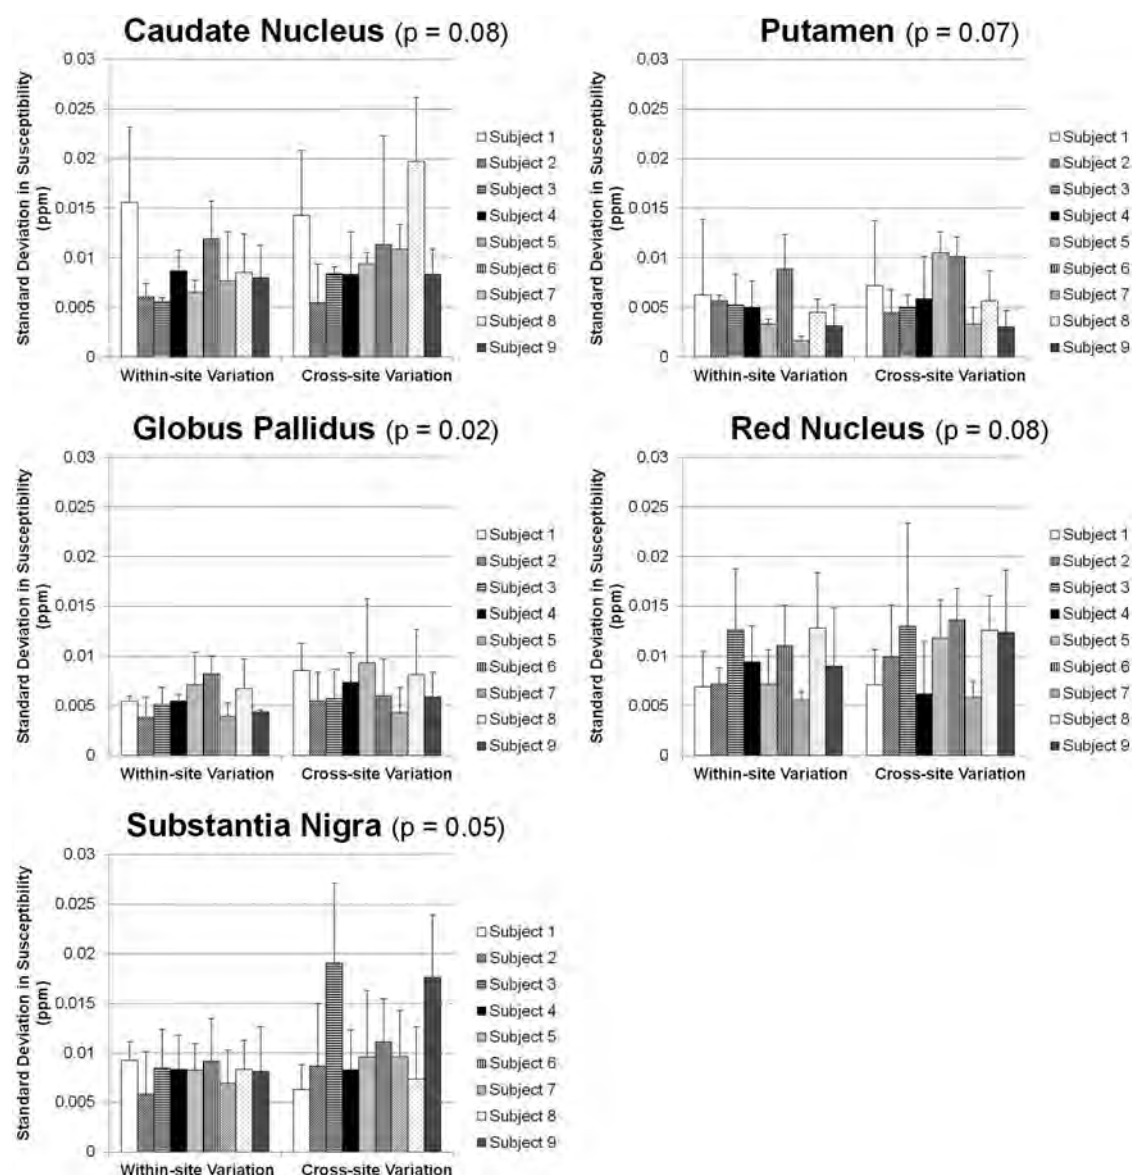 Caudate Nucleus (p = 0.08)
Standard Deviation in Susceptibility
(ppm)
0.03
0.025
0.02
0.015
0.01
0.005
0
Within-site Variation
Cross-site Variation
Subject 1
Subject 2
Subject 3
Subject 4
Subject 5
Subject 6
Subject 7
Subject 8
Subject 9
Putamen (p = 0.07)
Standard Deviation in Susceptibility
(ppm)
0.03
0.025
0.02
0.015
0.01
0.005
0
Within-site Variation
Cross-site Variation
Subject 1
Subject 2
Subject 3
Subject 4
Subject 5
Subject 6
Subject 7
Subject 8
Subject 9
Globus Pallidus (p = 0.02)
Standard Deviation in Susceptibility
(ppm)
0.03
0.025
0.02
0.015
0.01
0.005
0
Within-site Variation
Cross-site Variation
Subject 1
Subject 2
Subject 3
Subject 4
Subject 5
Subject 6
Subject 7
Subject 8
Subject 9
Red Nucleus (p = 0.08)
Standard Deviation in Susceptibility
(ppm)
0.03
0.025
0.02
0.015
0.01
0.005
0
Within-site Variation
Cross-site Variation
Subject 1
Subject 2
Subject 3
Subject 4
Subject 5
Subject 6
Subject 7
Subject 8
Subject 9
Substantia Nigra (p = 0.05)
Standard Deviation in Susceptibility
(ppm)
0.03
0.025
0.02
0.015
0.01
0.005
0
Within-site Variation
Cross-site Variation
Subject 1
Subject 2
Subject 3
Subject 4
Subject 5
Subject 6
Subject 7
Subject 8
Subject 9